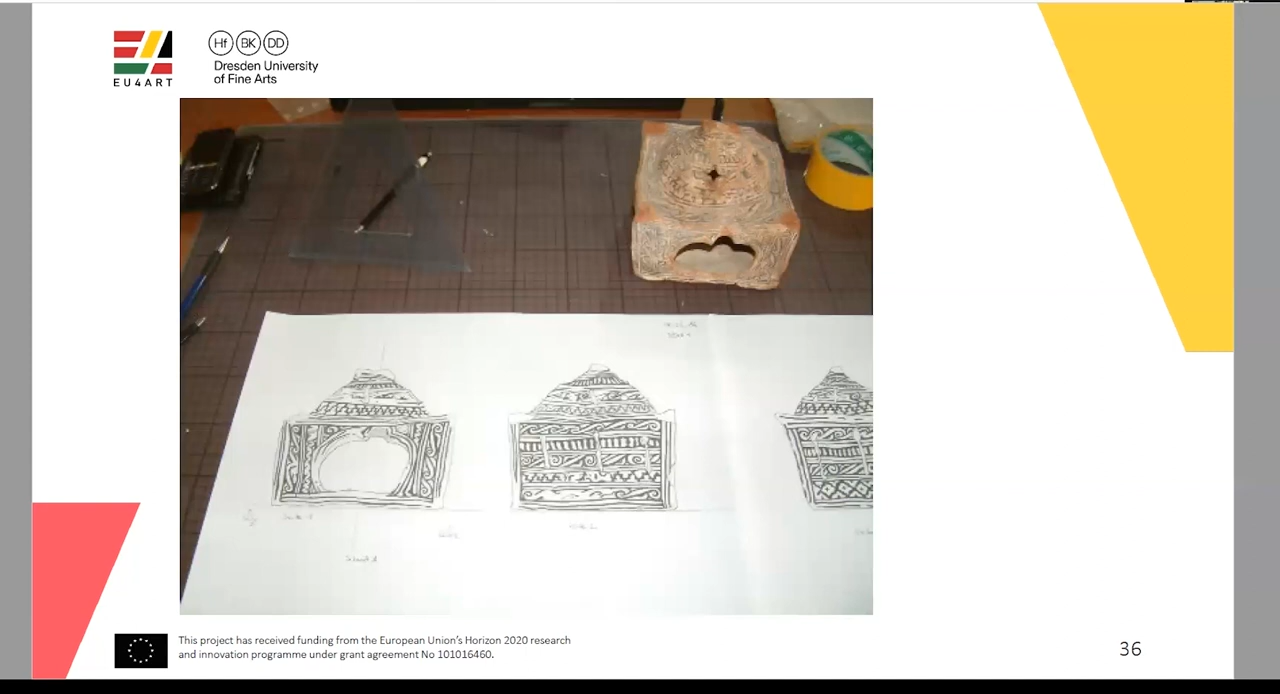 EU4ART
Hf BK DD
Dresden University
of Fine Arts
This project has received funding from the European Union’s Horizon 2020 research
and innovation programme under grant agreement No 101016460.
36